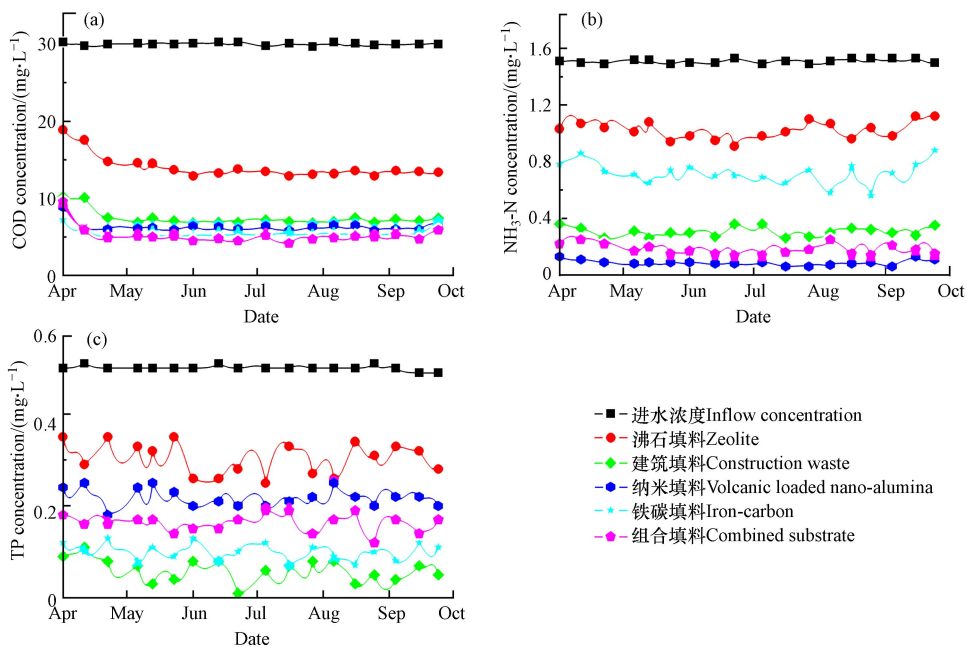 (a)
COD concentration/(mg·L⁻¹)
30
20
10
0
Apr May Jun Jul Aug Sep Oct
Date
(b)
NH₃-N concentration/(mg·L⁻¹)
1.6
1.2
0.8
0.4
0
Apr May Jun Jul Aug Sep Oct
Date
(c)
TP concentration/(mg·L⁻¹)
0.6
0.4
0.2
0
Apr May Jun Jul Aug Sep Oct
Date
进水浓度Inflow concentration
沸石填料Zeolite
建筑填料Construction waste
纳米填料Volcanic loaded nano-alumina
铁碳填料Iron-carbon
组合填料Combined substrate